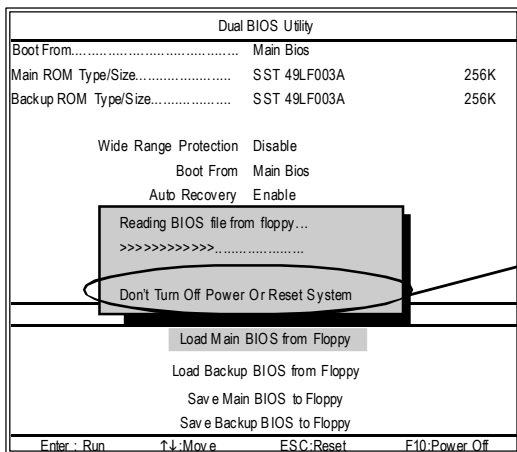 Dual BIOS Utility
Boot From........................................ Main Bios
Main ROM Type/Size....................... SST 49LF003A 256K
Backup ROM Type/Size................... SST 49LF003A 256K
Wide Range Protection Disable
Boot From Main Bios
Auto Recovery Enable
Reading BIOS file from floppy...
>>>>>>>>>>>>.....................
Don't Turn Off Power Or Reset System
Load Main BIOS from Floppy
Load Backup BIOS from Floppy
Save Main BIOS to Floppy
Save Backup BIOS to Floppy
Enter : Run ↑↓:Move ESC:Reset F10:Power Off